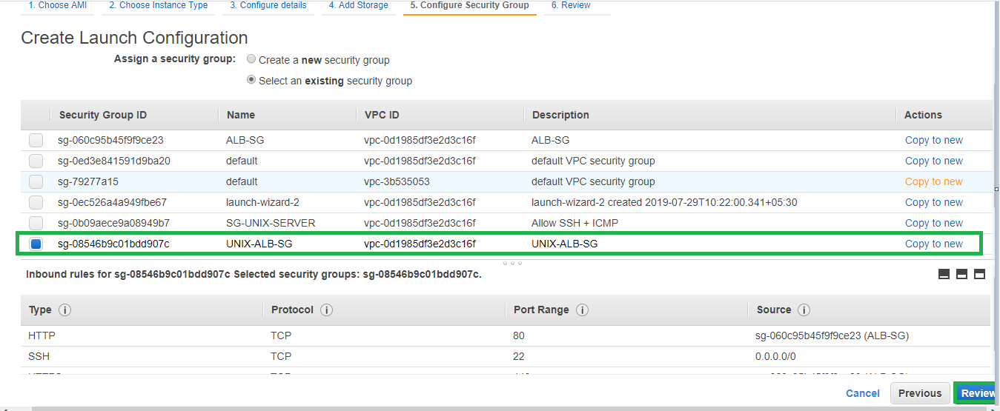 1. Choose AMI 2. Choose Instance Type 3. Configure details 4. Add Storage 5. Configure Security Group 6. Review
Create Launch Configuration
Assign a security group: Create a new security group
Select an existing security group
Security Group ID Name VPC ID Description Actions
sg-060c95b45f9f9ce23 ALB-SG vpc-0d1985df3e2d3c16f ALB-SG Copy to new
sg-0ed3e841591d9ba20 default vpc-0d1985df3e2d3c16f default VPC security group Copy to new
sg-79277a15 default vpc-3b535053 default VPC security group Copy to new
sg-0ec526a4a949fbe67 launch-wizard-2 vpc-0d1985df3e2d3c16f launch-wizard-2 created 2019-07-29T10:22:00.341+05:30 Copy to new
sg-0b09aece9a08949b7 SG-UNIX-SERVER vpc-0d1985df3e2d3c16f Allow SSH + ICMP Copy to new
sg-08546b9c01bdd907c UNIX-ALB-SG vpc-0d1985df3e2d3c16f UNIX-ALB-SG Copy to new
Inbound rules for sg-08546b9c01bdd907c Selected security groups: sg-08546b9c01bdd907c.
Type Protocol Port Range Source
HTTP TCP 80 sg-060c95b45f9f9ce23 (ALB-SG)
SSH TCP 22 0.0.0.0/0
Cancel Previous Review